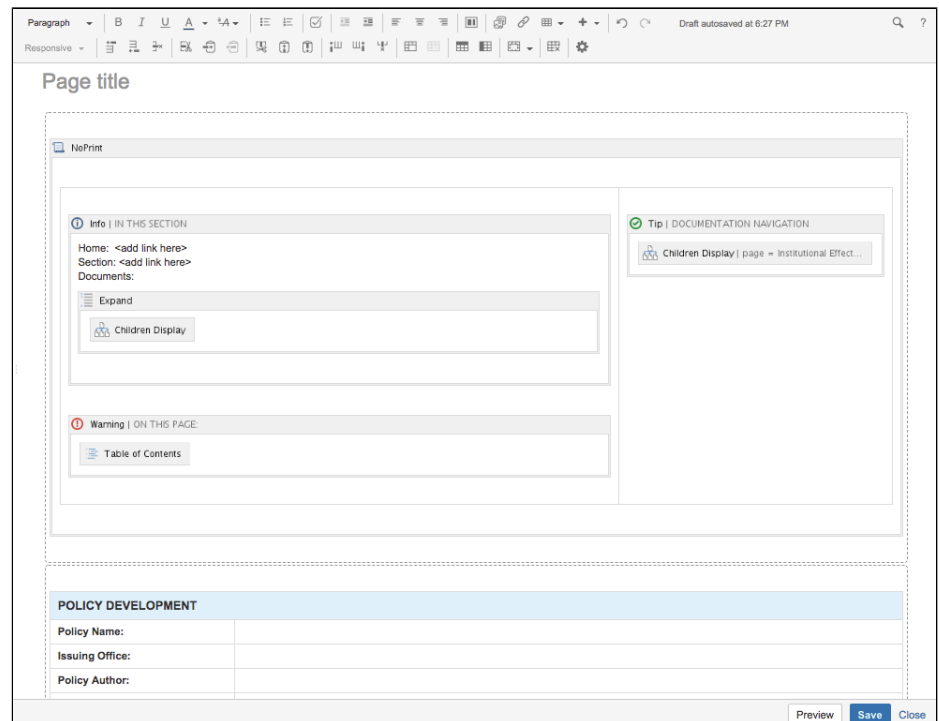 Paragraph B I U A A Draft autosaved at 6:27 PM ?
Responsive
Page title
NoPrint
Info | IN THIS SECTION
Home: <add link here>
Section: <add link here>
Documents:
Expand
Children Display
Warning | ON THIS PAGE:
Table of Contents
Tip | DOCUMENTATION NAVIGATION
Children Display | page = Institutional Effect...
POLICY DEVELOPMENT
Policy Name:
Issuing Office:
Policy Author:
Preview Save Close